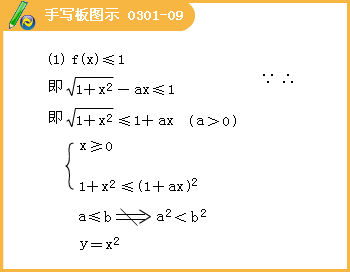 手写板图示 0301-09
(1) f(x)≤1
∵ ∴
即√(1+x²)-ax≤1
即√(1+x²)≤1+ax (a>0)
x≥0
1+x²≤(1+ax)²
a≤b⇏a²<b²
y=x²